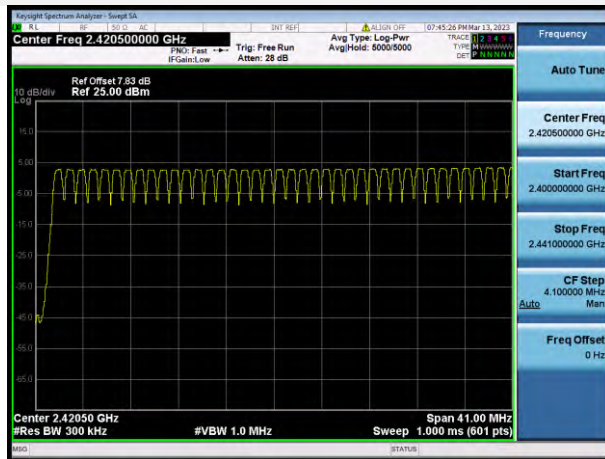 Keysight Spectrum Analyzer - Swept SA
RL RF 50 Ω AC INT REF ALIGN OFF 07:45:26 PM Mar 13, 2023
Center Freq 2.420500000 GHz
PNO: Fast
IFGain:Low
Trig: Free Run
Atten: 28 dB
Avg Type: Log-Pwr
Avg|Hold: 5000/5000
TRACE 1 2 3 4 5 6
TYPE M
DET P N N N N N
Ref Offset 7.83 dB
10 dB/div Ref 25.00 dBm
Log
15.0
5.00
-5.00
-15.0
-25.0
-35.0
-45.0
-55.0
-65.0
Center 2.42050 GHz Span 41.00 MHz
#Res BW 300 kHz #VBW 1.0 MHz Sweep 1.000 ms (601 pts)
MSG STATUS
Frequency
Auto Tune
Center Freq
2.420500000 GHz
Start Freq
2.400000000 GHz
Stop Freq
2.441000000 GHz
CF Step
4.100000 MHz
Auto Man
Freq Offset
0 Hz